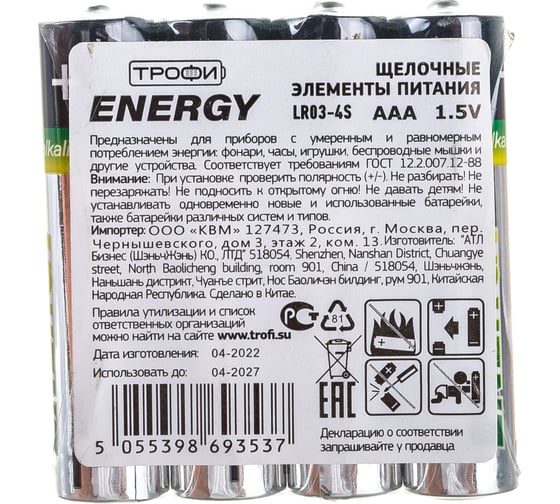 ТРОФИ
ENERGY
ЩЕЛОЧНЫЕ
ЭЛЕМЕНТЫ ПИТАНИЯ
LR03-4S AAA 1.5V
Предназначены для приборов с умеренным и равномерным
потреблением энергии: фонари, часы, игрушки, беспроводные мышки и
другие устройства. Соответствует требованиям ГОСТ 12.2.007.12-88
Внимание: При установке проверить полярность (+/-). Не разбирать! Не
перезаряжать! Не подносить к открытому огню! Не давать детям! Не
устанавливать одновременно новые и использованные батарейки,
также батарейки различных систем и типов.
Импортер: ООО «КВМ» 127473, Россия, г. Москва, пер.
Чернышевского, дом 3, этаж 2, ком. 13. Изготовитель: "АТЛ
Бизнес (ШэньЧжЭнь) КО., ЛТД" 518054, Shenzhen, Nanshan District, Chuangye
street, North Baolicheng building, room 901, China / 518054, Шэньчжэнь,
Наньшань дистрикт, Чуанъе стрит, Нос Баоличэн билдинг, рум 901, Китайская
Народная Республика. Сделано в Китае.
Правила утилизации и список
ответственных организаций
можно найти на сайте www.trofi.su
Дата изготовления: 04-2022
Использовать до: 04-2027
81
5 055398 693537
Декларацию о соответствии
запрашивайте у продавца